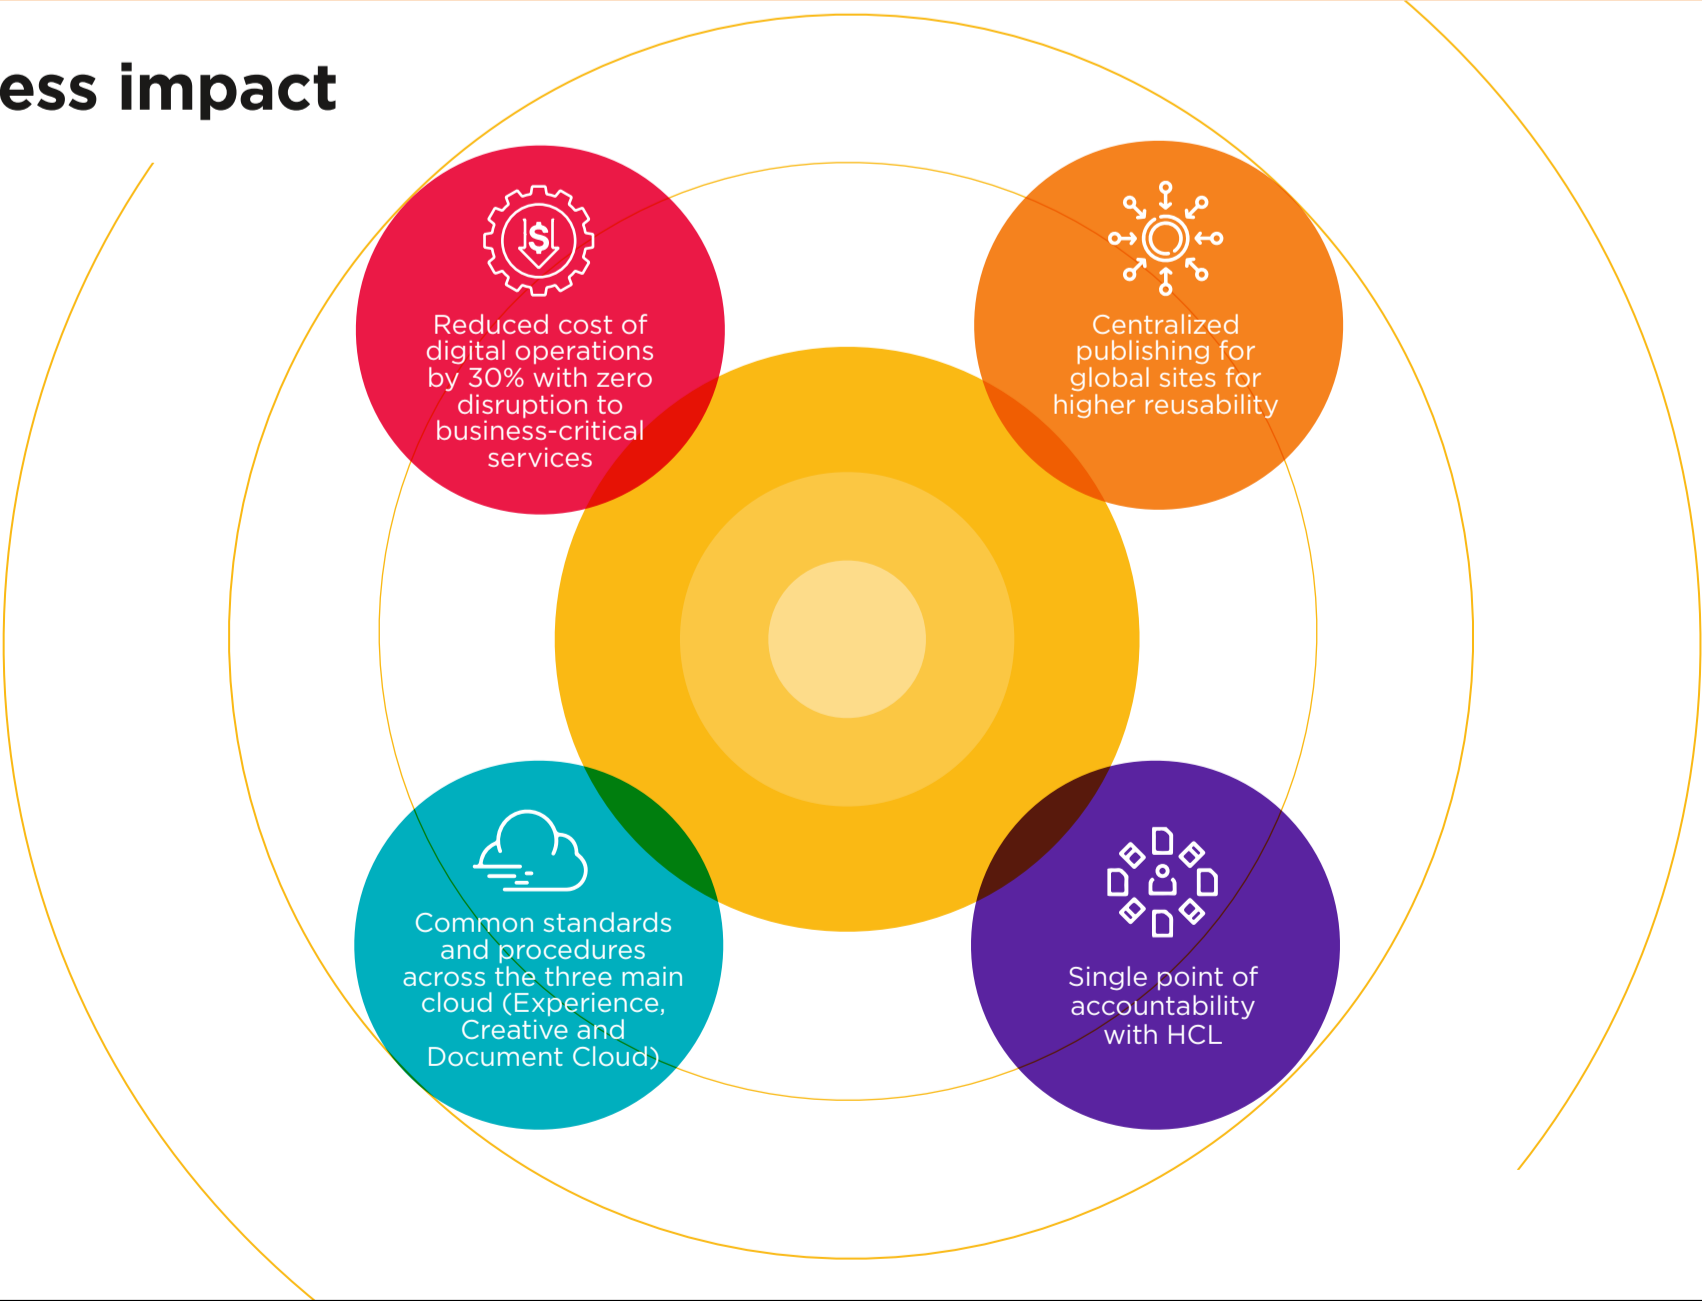 ess impact
Reduced cost of
digital operations
by 30% with zero
disruption to
business-critical
services
Centralized
publishing for
global sites for
higher reusability
Common standards
and procedures
across the three main
cloud (Experience,
Creative and
Document Cloud)
Single point of
accountability
with HCL